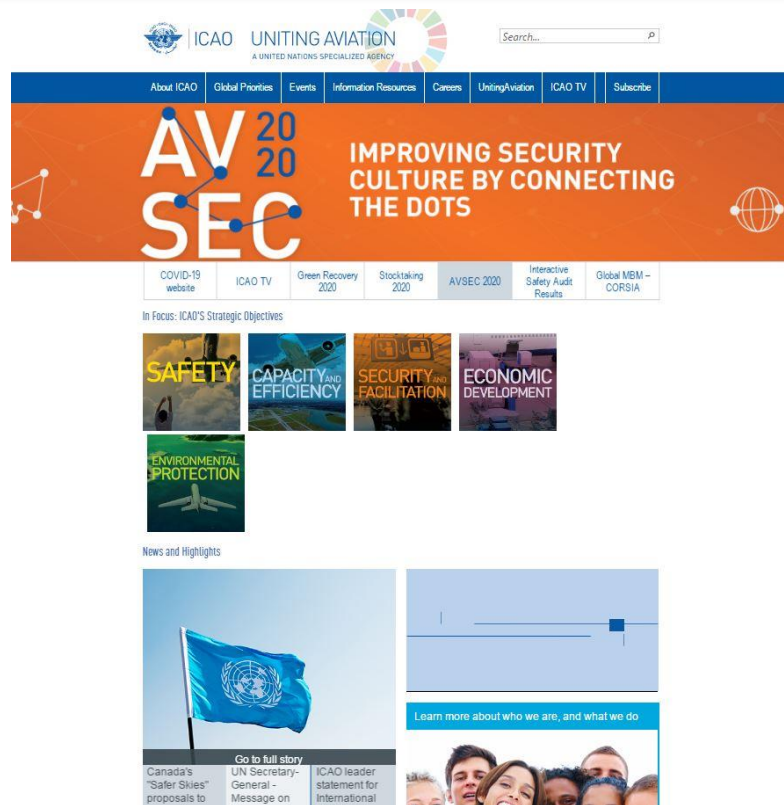 ICAO UNITING AVIATION
A UNITED NATIONS SPECIALIZED AGENCY
Search...
About ICAO Global Priorities Events Information Resources Careers UnitingAviation ICAO TV Subscribe
AV 20
20
SEC
IMPROVING SECURITY
CULTURE BY CONNECTING
THE DOTS
COVID-19
website
ICAO TV
Green Recovery
2020
Stocktaking
2020
AVSEC 2020
Interactive
Safety Audit
Results
Global MBM –
CORSIA
In Focus: ICAO'S Strategic Objectives
SAFETY
CAPACITY AND
EFFICIENCY
SECURITY AND
FACILITATION
ECONOMIC
DEVELOPMENT
ENVIRONMENTAL
PROTECTION
News and Highlights
Go to full story
Canada's
"Safer Skies"
proposals to
UN Secretary-
General -
Message on
ICAO leader
statement for
International
Learn more about who we are, and what we do